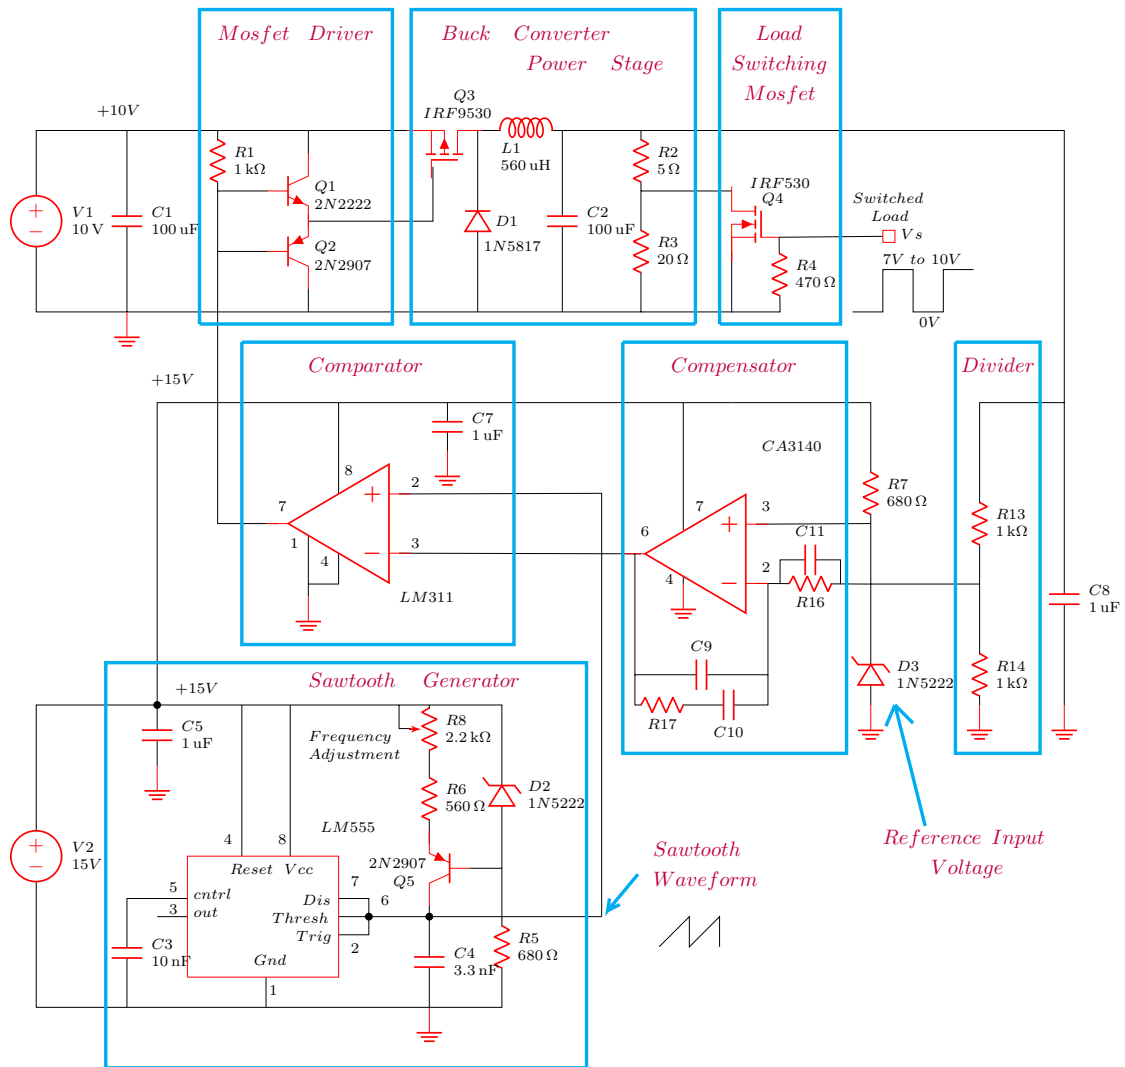 Mosfet Driver
Buck Converter
Power Stage
Load
Switching
Mosfet
+10V
Q3
IRF9530
R1
1 kΩ
Q1
2N2222
Q2
2N2907
V1
10 V
C1
100 uF
L1
560 uH
D1
1N5817
C2
100 uF
R2
5 Ω
R3
20 Ω
IRF530
Q4
R4
470 Ω
Switched
Load
Vs
7V to 10V
0V
Comparator
Compensator
Divider
+15V
C7
1 uF
CA3140
8
2
7
1
4
3
LM311
7
3
6
4
2
C11
R16
R7
680 Ω
R13
1 kΩ
R14
1 kΩ
C8
1 uF
C9
R17
C10
D3
1N5222
Sawtooth Generator
+15V
C5
1 uF
Frequency
Adjustment
R8
2.2 kΩ
R6
560 Ω
D2
1N5222
LM555
V2
15V
4
8
Reset Vcc
2N2907
Q5
5
cntrl
3
out
7
Dis
6
Thresh
Trig
2
Gnd
1
C3
10 nF
C4
3.3 nF
R5
680 Ω
Sawtooth
Waveform
Reference Input
Voltage